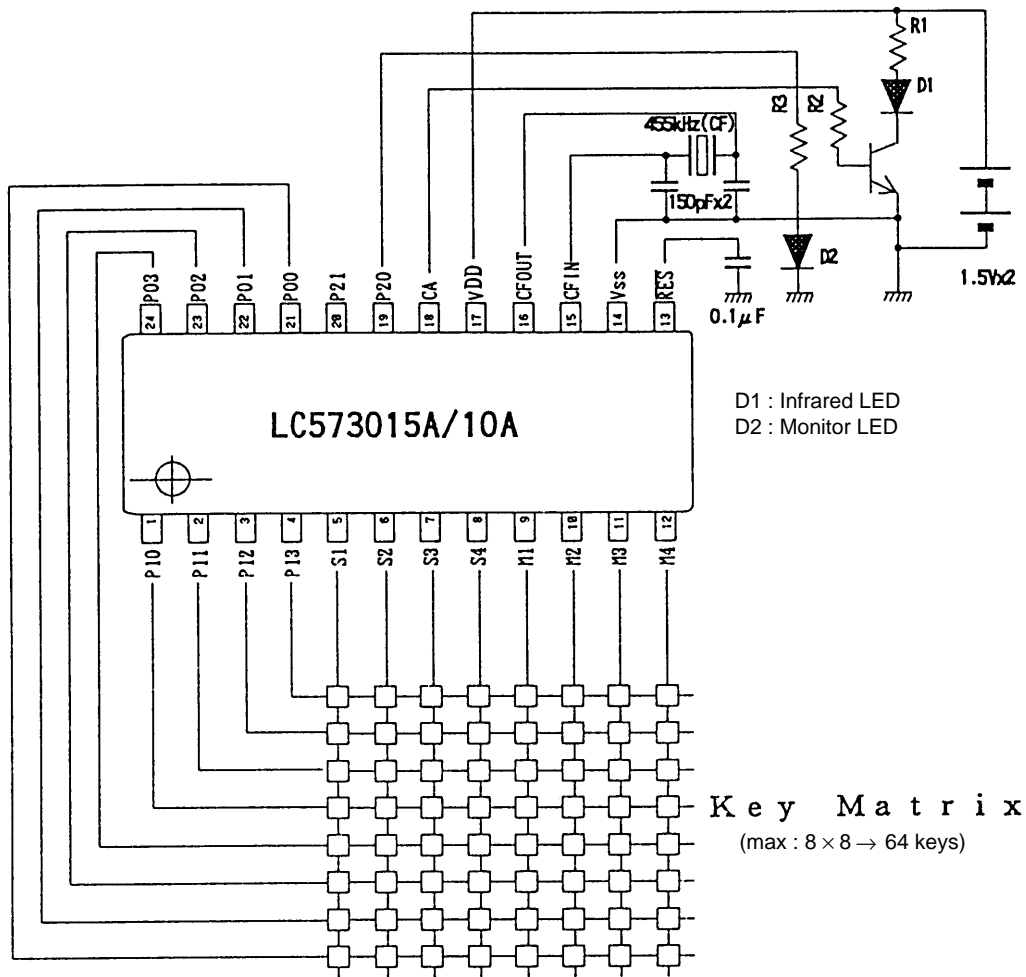 R1
D1
R3
R2
455kHz(CF)
150pFx2
D2
1.5Vx2
0.1μF
P03
P02
P01
P00
P21
P20
CA
VDD
CFOUT
CFIN
Vss
RES
24
23
22
21
20
19
18
17
16
15
14
13
LC573015A/10A
D1 : Infrared LED
D2 : Monitor LED
1
2
3
4
5
6
7
8
9
10
11
12
P10
P11
P12
P13
S1
S2
S3
S4
M1
M2
M3
M4
Key Matrix
(max : 8 × 8 → 64 keys)